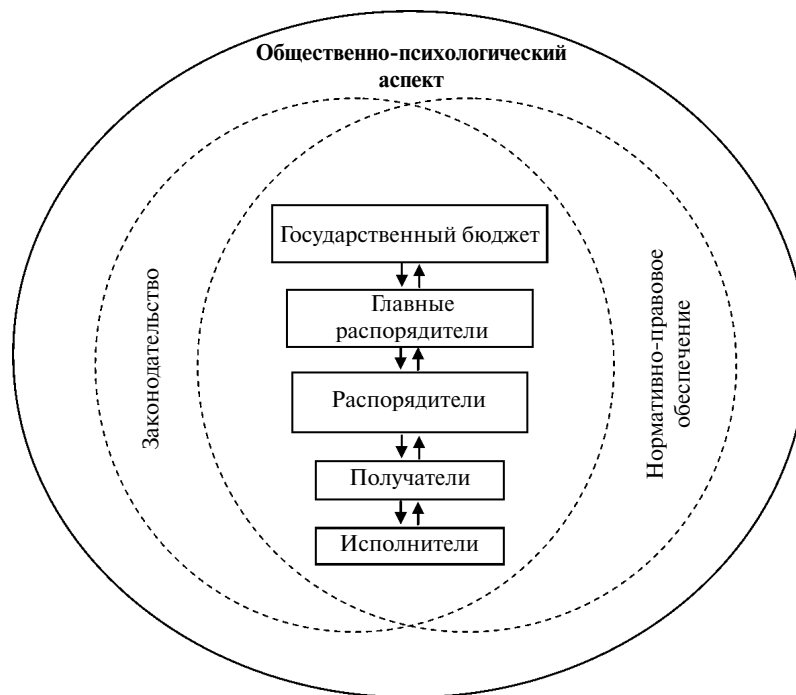 Общественно-психологический
аспект
Государственный бюджет
Главные
распорядители
Распорядители
Получатели
Исполнители
Законодательство
Нормативно-правовое
обеспечение